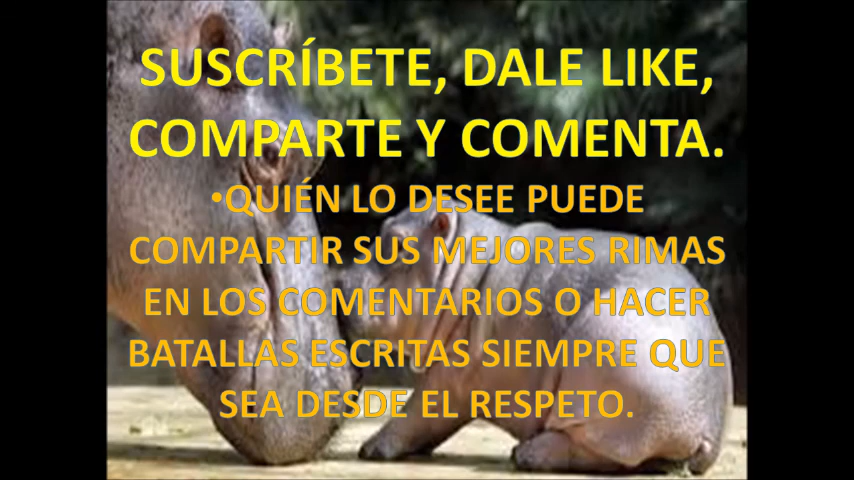 SUSCRÍBETE, DALE LIKE,
COMPARTE Y COMENTA.
•QUIÉN LO DESEE PUEDE
COMPARTIR SUS MEJORES RIMAS
EN LOS COMENTARIOS O HACER
BATALLAS ESCRITAS SIEMPRE QUE
SEA DESDE EL RESPETO.